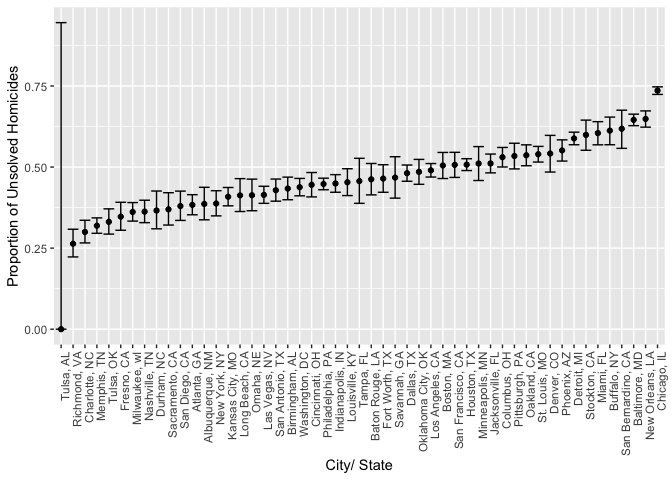 Proportion of Unsolved Homicides
0.75
0.50
0.25
0.00
Tulsa, AL
Richmond, VA
Charlotte, NC
Memphis, TN
Tulsa, OK
Fresno, CA
Milwaukee, wI
Nashville, TN
Durham, NC
Sacramento, CA
San Diego, CA
Atlanta, GA
Albuquerque, NM
New York, NY
Kansas City, MO
Long Beach, CA
Omaha, NE
Las Vegas, NV
San Antonio, TX
Birmingham, AL
Washington, DC
Cincinnati, OH
Philadelphia, PA
Indianapolis, IN
Louisville, KY
Tampa, FL
Baton Rouge, LA
Fort Worth, TX
Savannah, GA
Dallas, TX
Oklahoma City, OK
Los Angeles, CA
Boston, MA
San Francisco, CA
Houston, TX
Minneapolis, MN
Jacksonville, FL
Columbus, OH
Pittsburgh, PA
Oakland, CA
St. Louis, MO
Denver, CO
Phoenix, AZ
Detroit, MI
Stockton, CA
Miami, FL
Buffalo, NY
San Bernardino, CA
Baltimore, MD
New Orleans, LA
Chicago, IL
City/ State